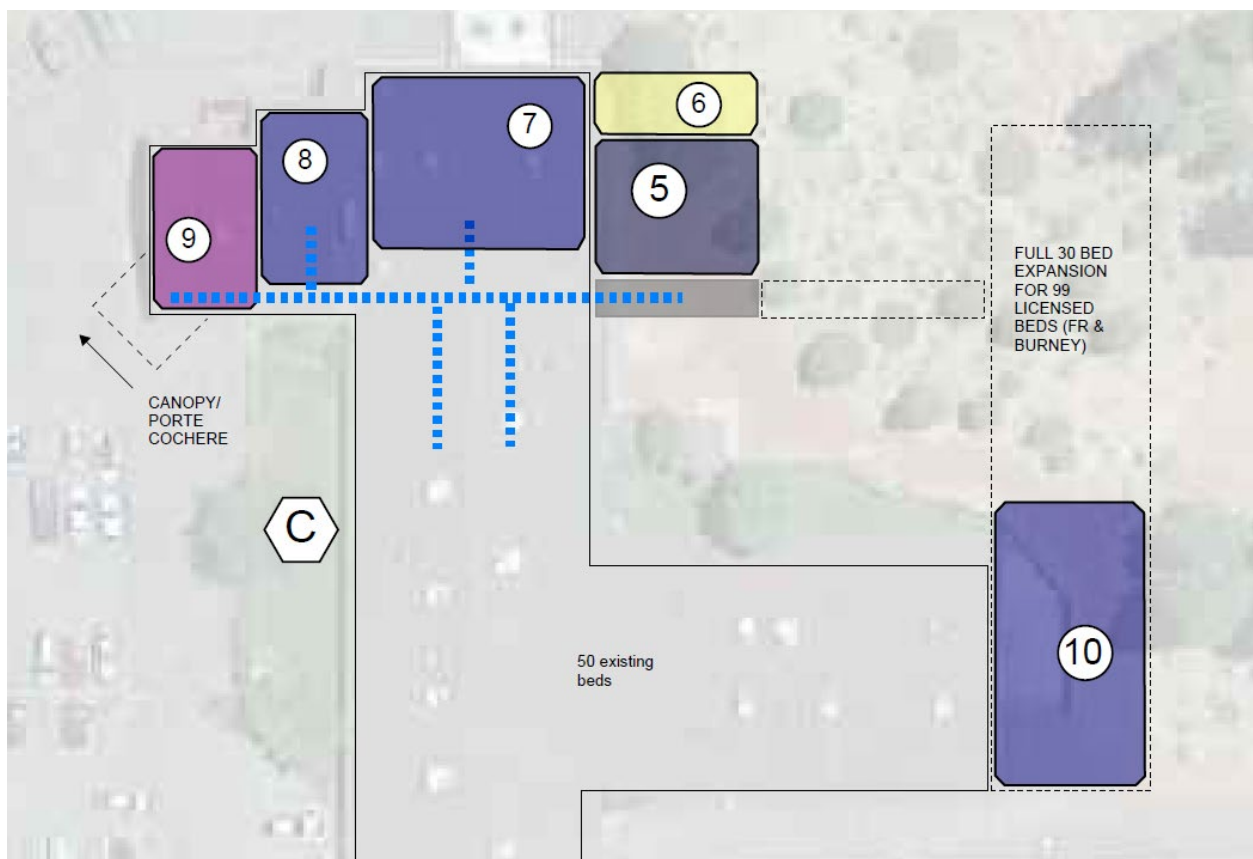 6
7
8
5
9
FULL 30 BED
EXPANSION
FOR 99
LICENSED
BEDS (FR &
BURNEY)
CANOPY/
PORTE
COCHERE
C
10
50 existing
beds